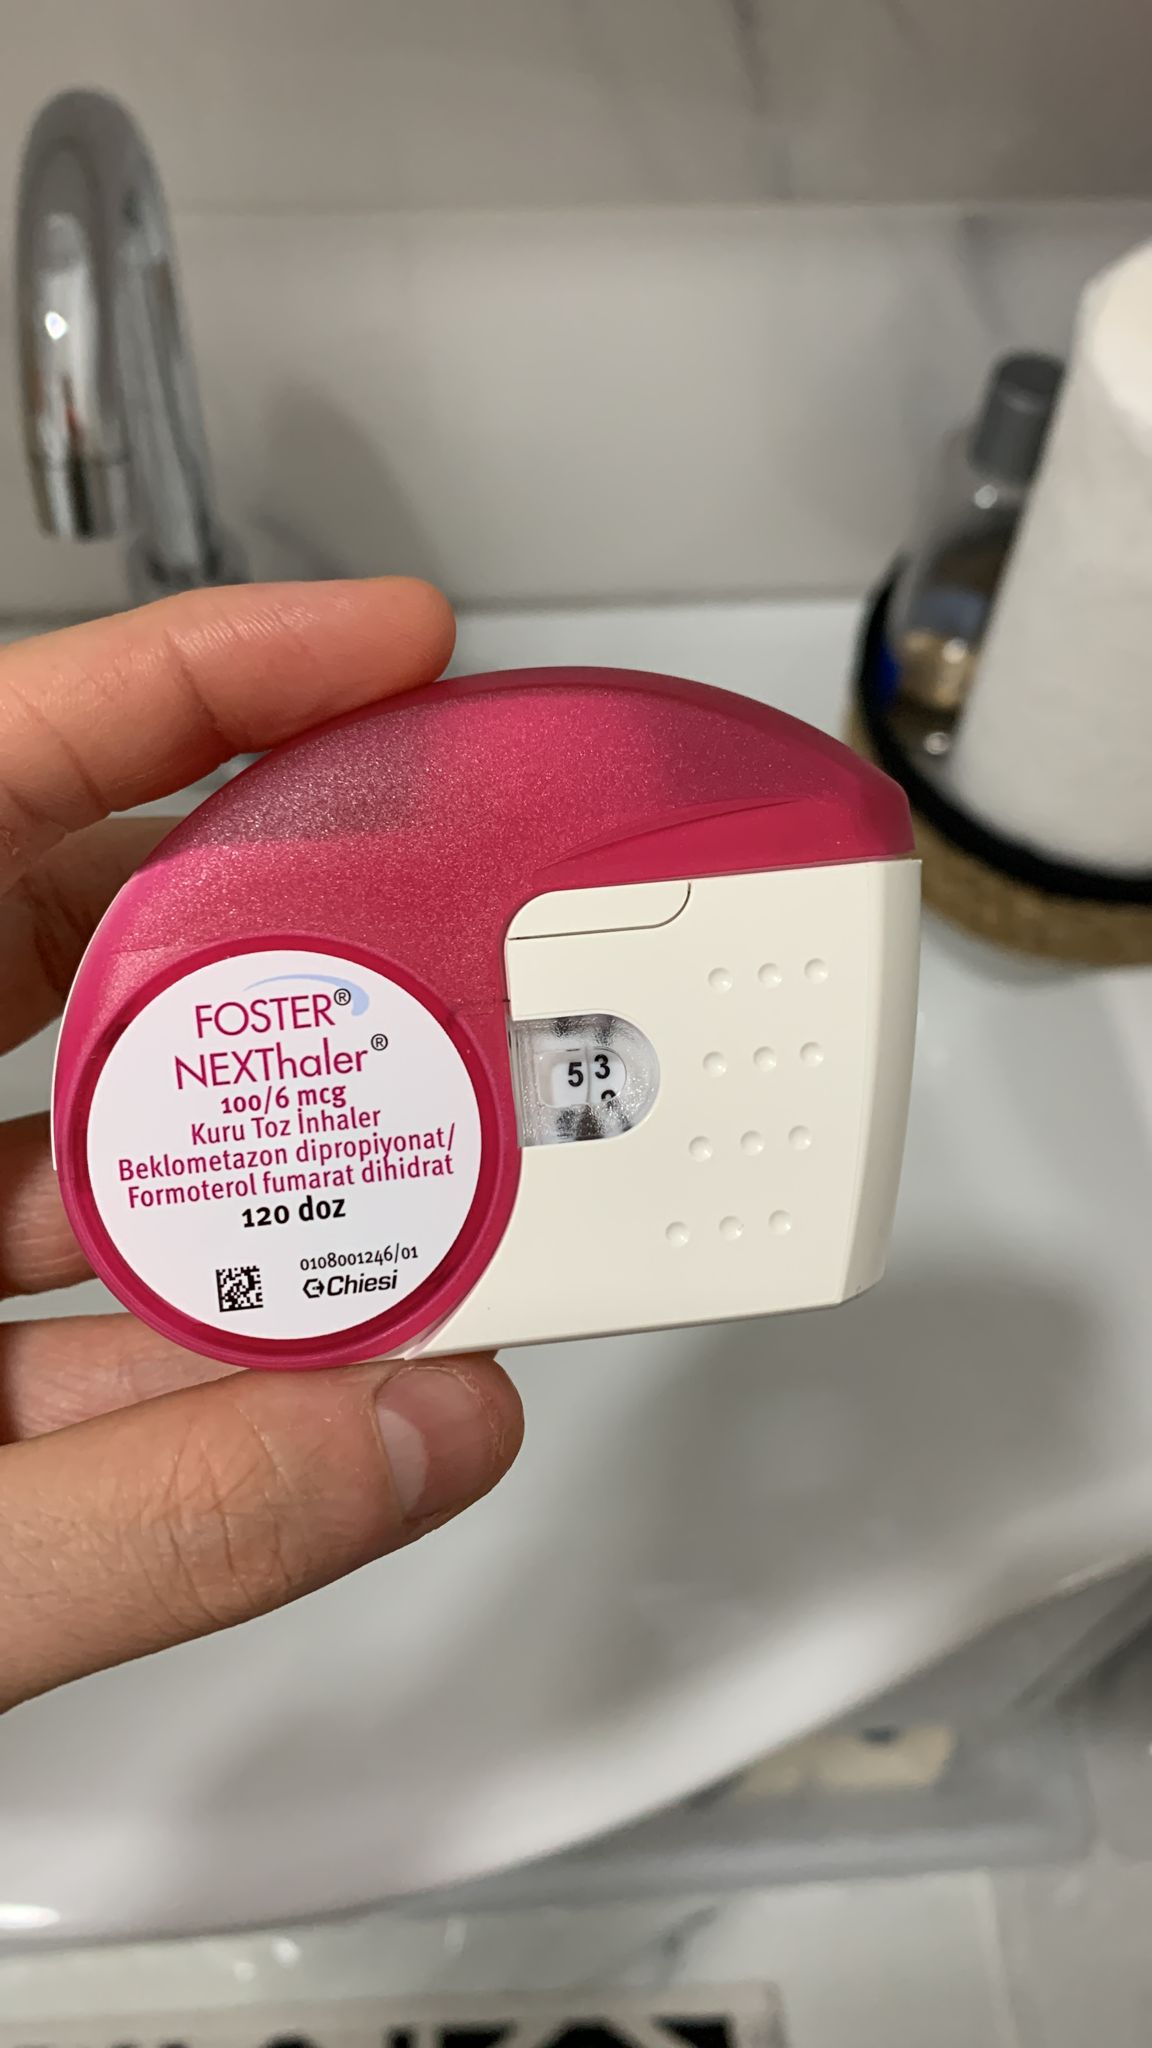 FOSTER®
NEXThaler®
100/6 mcg
Kuru Toz İnhaler
Beklometazon dipropiyonat/
Formoterol fumarat dihidrat
120 doz
0108001246/01
Chiesi
53